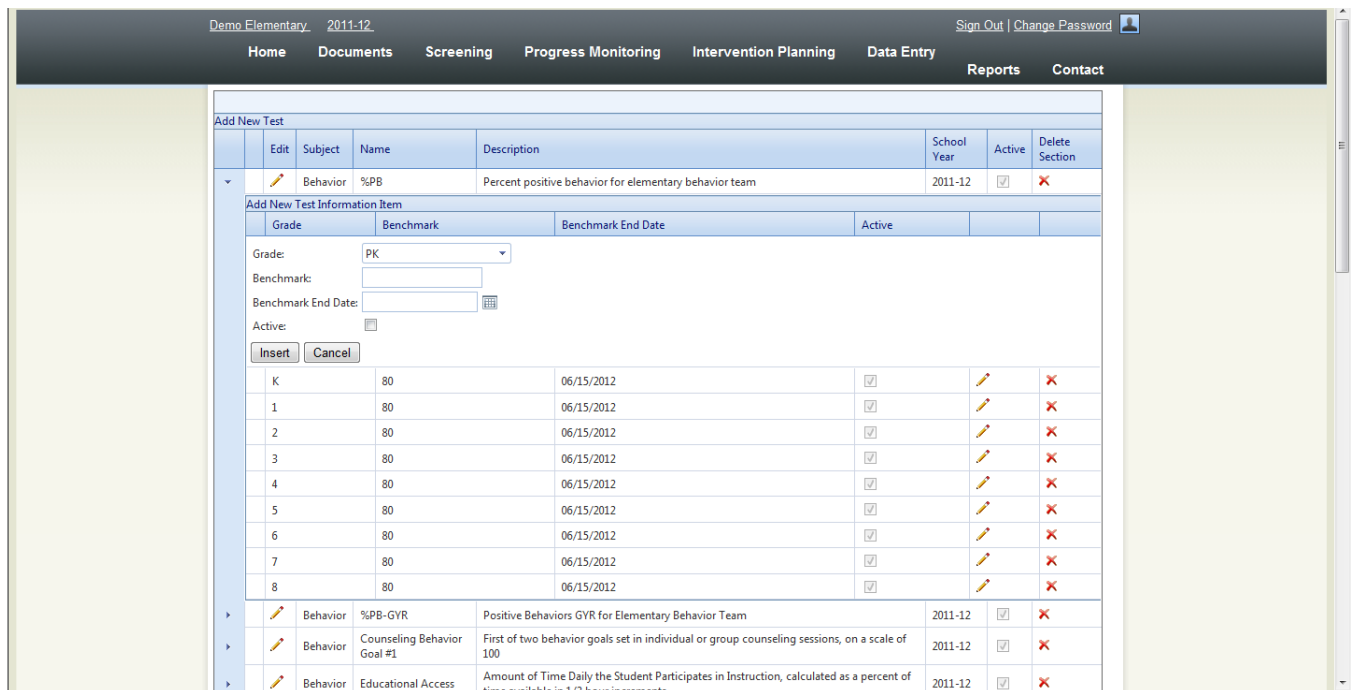 Demo Elementary 2011-12 Sign Out | Change Password
Home Documents Screening Progress Monitoring Intervention Planning Data Entry
Reports Contact
Add New Test
Edit Subject Name Description School Year Active Delete Section
Behavior %PB Percent positive behavior for elementary behavior team 2011-12
Add New Test Information Item
Grade Benchmark Benchmark End Date Active
Grade: PK
Benchmark:
Benchmark End Date:
Active:
Insert Cancel
K 80 06/15/2012
1 80 06/15/2012
2 80 06/15/2012
3 80 06/15/2012
4 80 06/15/2012
5 80 06/15/2012
6 80 06/15/2012
7 80 06/15/2012
8 80 06/15/2012
Behavior %PB-GYR Positive Behaviors GYR for Elementary Behavior Team 2011-12
Behavior Counseling Behavior Goal #1 First of two behavior goals set in individual or group counseling sessions, on a scale of 100 2011-12
Behavior Educational Access Amount of Time Daily the Student Participates in Instruction, calculated as a percent of 2011-12